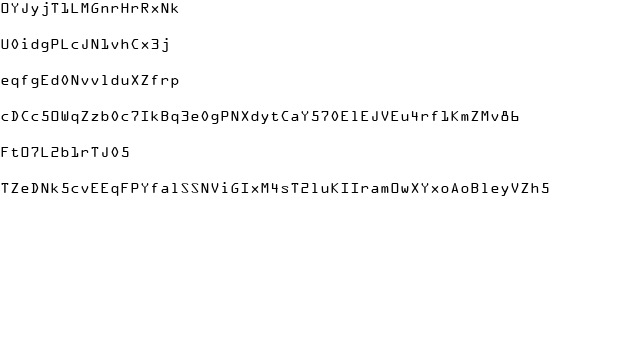 OYJyjT1LMGnrHrRxNk
U0idgPLcJN1vhCx3j
eqfgEd0NvvlduXZfrp
cDCc5OWqZzb0c7IkBq3e0gPNXdytCaY570ElEJVEu4rf1KmZMv86
FtO7L2b1rTJ05
TZeDNk5cvEEqFPYfalSSNViGIxM4sT2luKIIramOwXYxoAoBleyVZh5